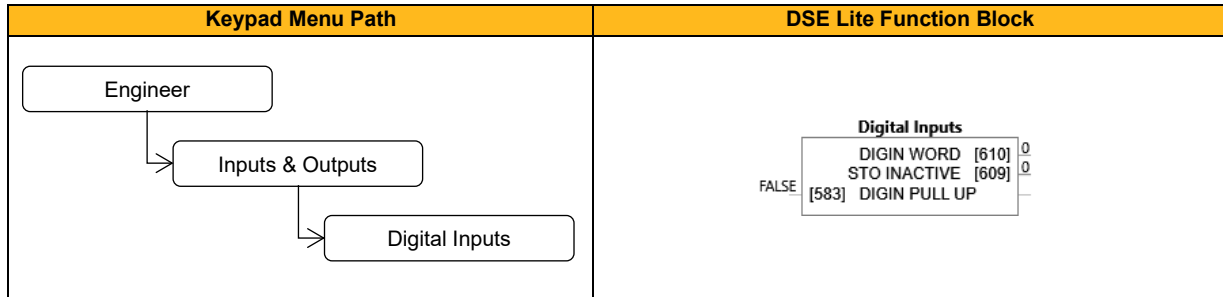 Keypad Menu Path
DSE Lite Function Block
Engineer
Inputs & Outputs
Digital Inputs
Digital Inputs
DIGIN WORD [610] 0
STO INACTIVE [609] 0
FALSE [583] DIGIN PULL UP